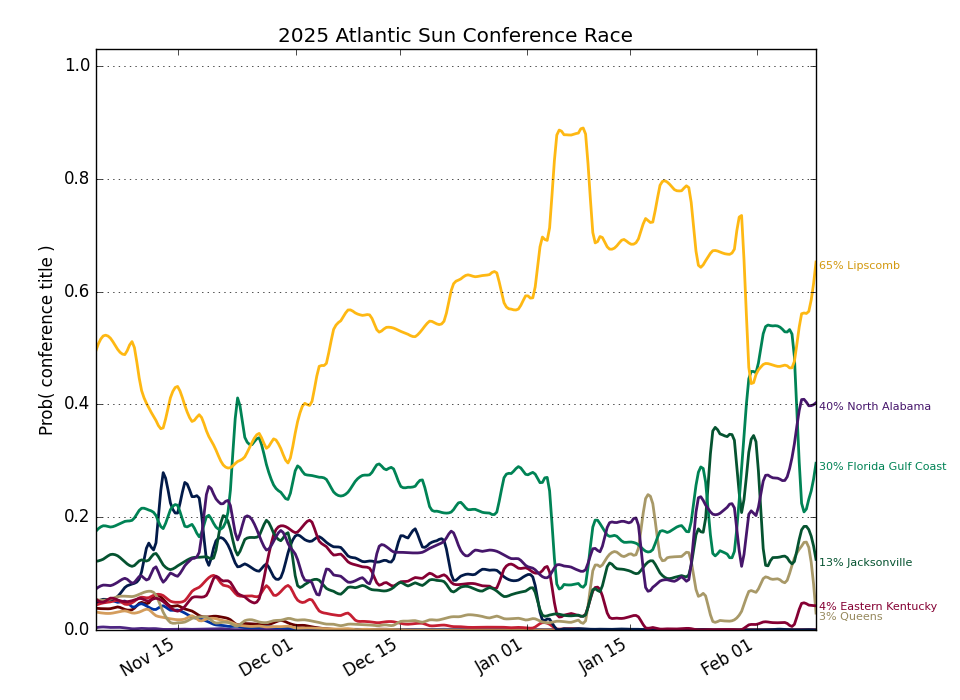 2025 Atlantic Sun Conference Race
Prob( conference title )
1.0
0.8
0.6
0.4
0.2
0.0
65% Lipscomb
40% North Alabama
30% Florida Gulf Coast
13% Jacksonville
4% Eastern Kentucky
3% Queens
Nov 15
Dec 01
Dec 15
Jan 01
Jan 15
Feb 01